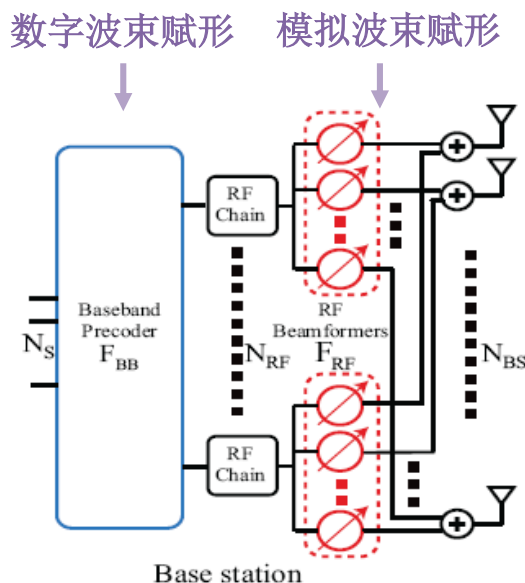 数字波束赋形
模拟波束赋形
RF
Chain
Baseband
Precoder
F_BB
N_S
N_RF
RF
Beamformers
F_RF
N_BS
RF
Chain
Base station